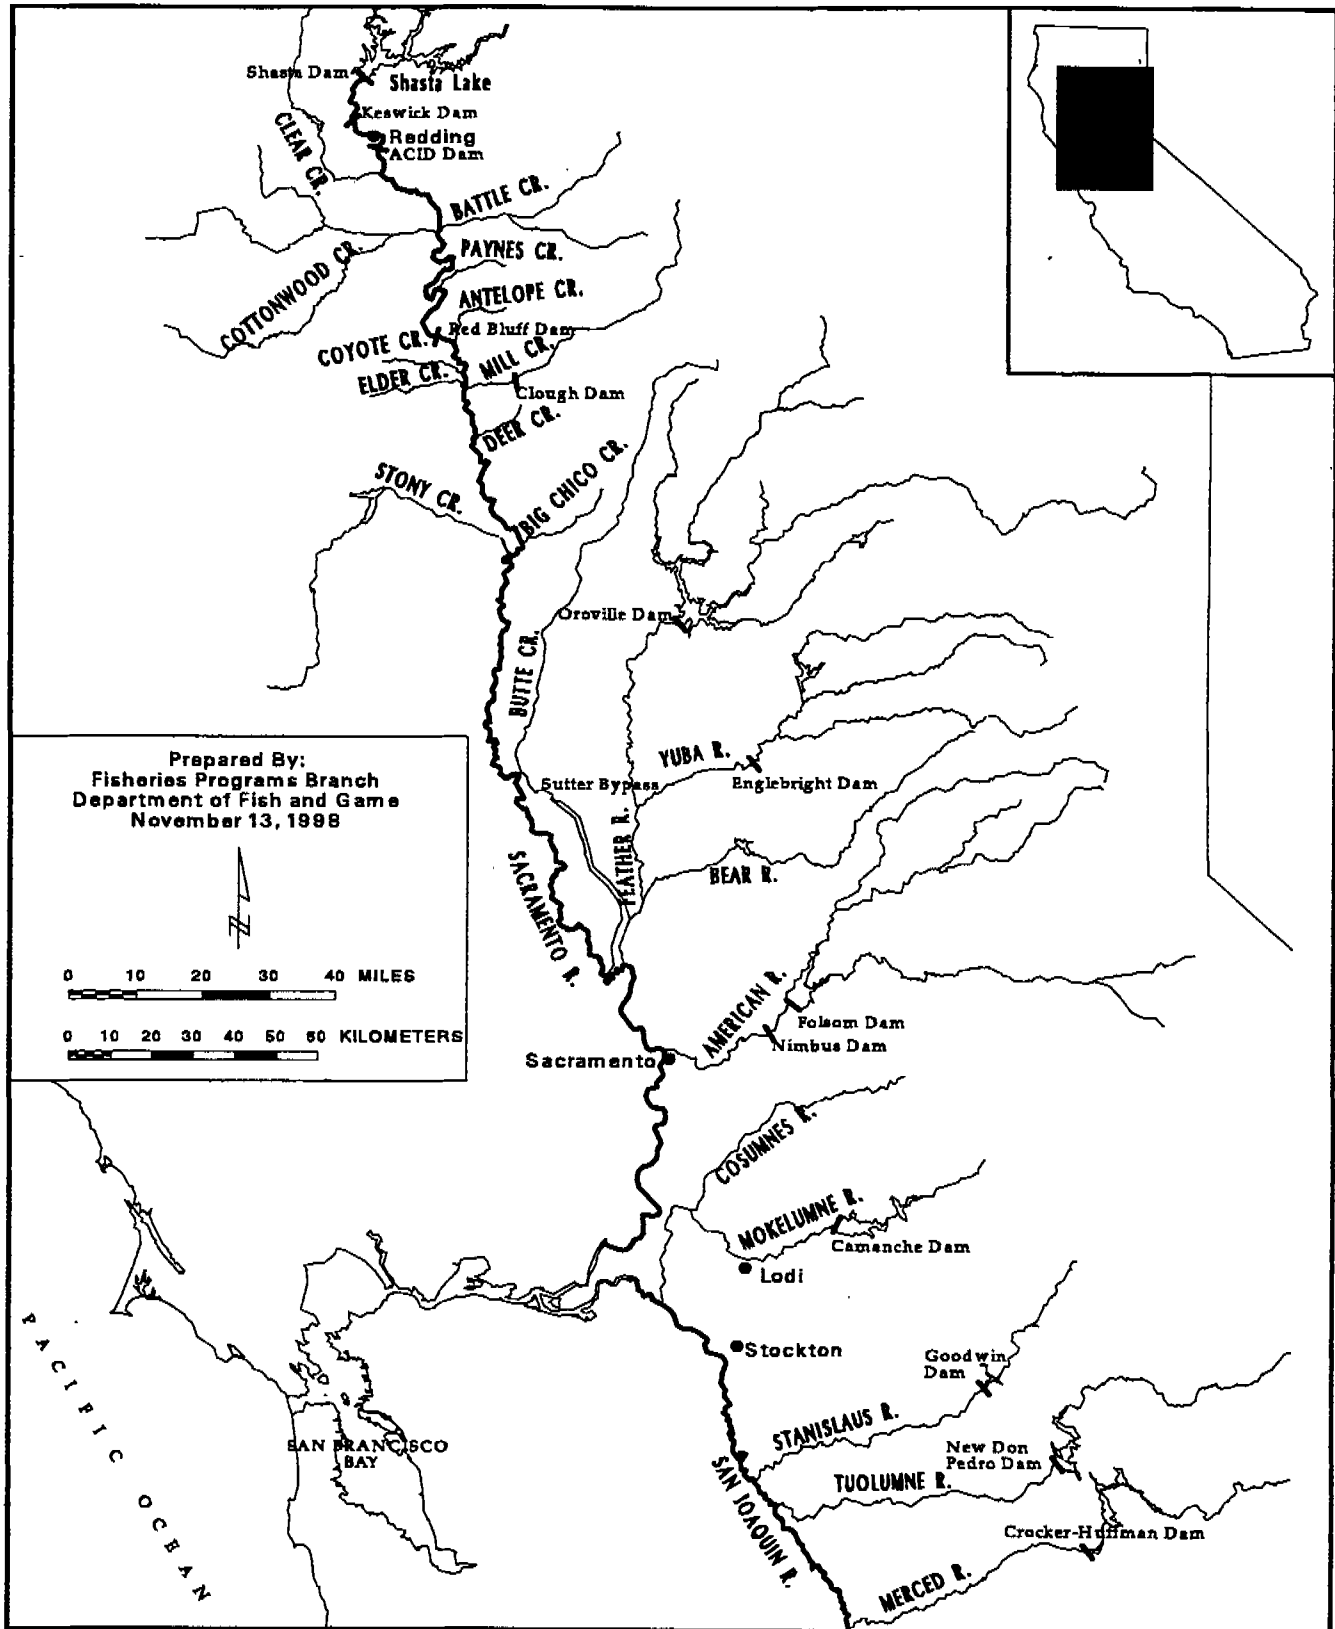 Shasta Dam
Shasta Lake
Keswick Dam
Redding
ACID Dam
CLEAR CR.
BATTLE CR.
PAYNES CR.
COTTONWOOD CR.
ANTELOPE CR.
Red Bluff Dam
COYOTE CR.
MILL CR.
ELDER CR.
Clough Dam
DEER CR.
BIG CHICO CR.
STONY CR.
Oroville Dam
BUTTE CR.
Prepared By:
Fisheries Programs Branch
Department of Fish and Game
November 13, 1998
0 10 20 30 40 MILES
0 10 20 30 40 50 60 KILOMETERS
YUBA R.
Sutter Bypass
Englebright Dam
FEATHER R.
SACRAMENTO R.
BEAR R.
AMERICAN R.
Folsom Dam
Nimbus Dam
Sacramento
COSUMNES R.
MOKELUMNE R.
Camanche Dam
Lodi
Stockton
Goodwin
Dam
STANISLAUS R.
New Don
Pedro Dam
SAN FRANCISCO
BAY
PACIFIC OCEAN
SAN JOAQUIN R.
TUOLUMNE R.
Crocker-Huffman Dam
MERCED R.